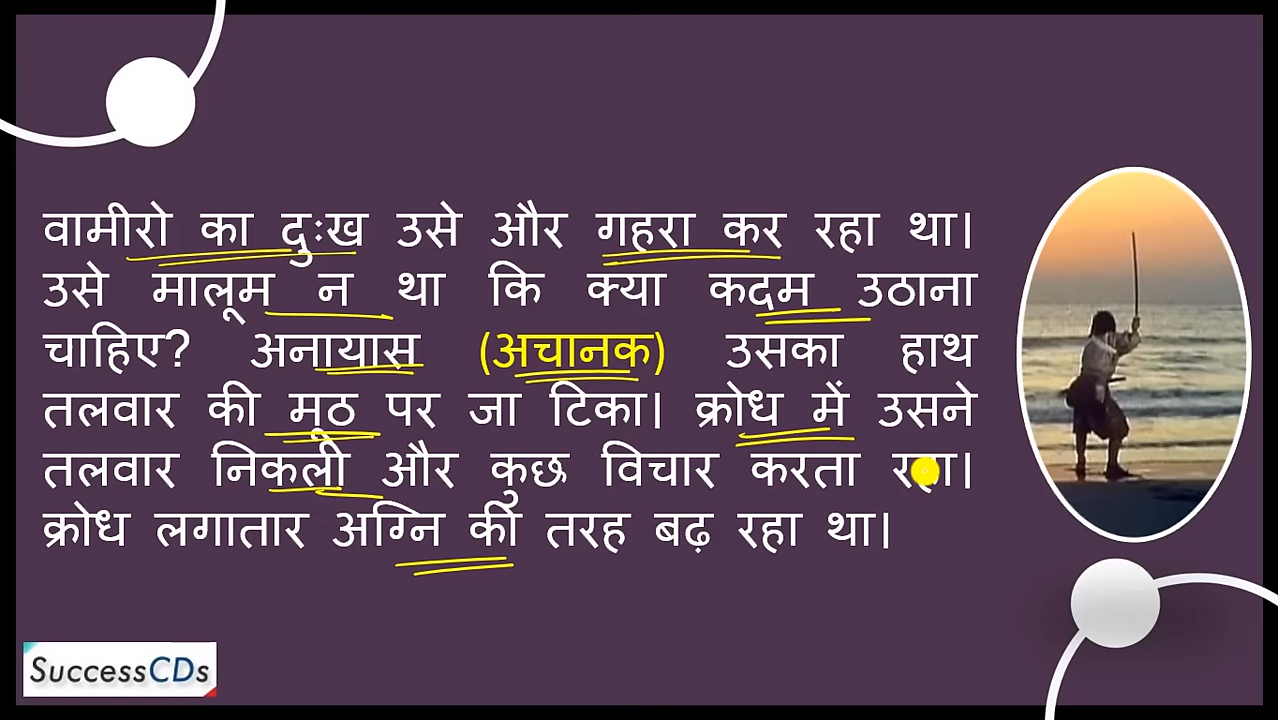 वामीरो का दुःख उसे और गहरा कर रहा था।
उसे मालूम न था कि क्या कदम उठाना
चाहिए? अनायास (अचानक) उसका हाथ
तलवार की मूठ पर जा टिका। क्रोध में उसने
तलवार निकली और कुछ विचार करता रहा।
क्रोध लगातार अग्नि की तरह बढ़ रहा था।
SuccessCDs